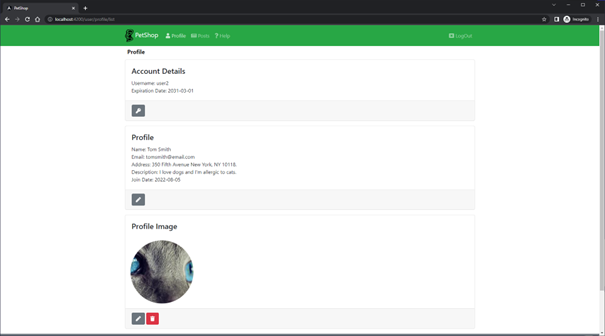 PetShop
localhost:4200/user/profile/list
Incognito
PetShop
Profile
Posts
Help
LogOut
Profile
Account Details
Username: user2
Expiration Date: 2031-03-01
Profile
Name: Tom Smith
Email: tomsmith@email.com
Address: 350 Fifth Avenue New York, NY 10118.
Description: I love dogs and I'm allergic to cats.
Join Date: 2022-08-05
Profile Image